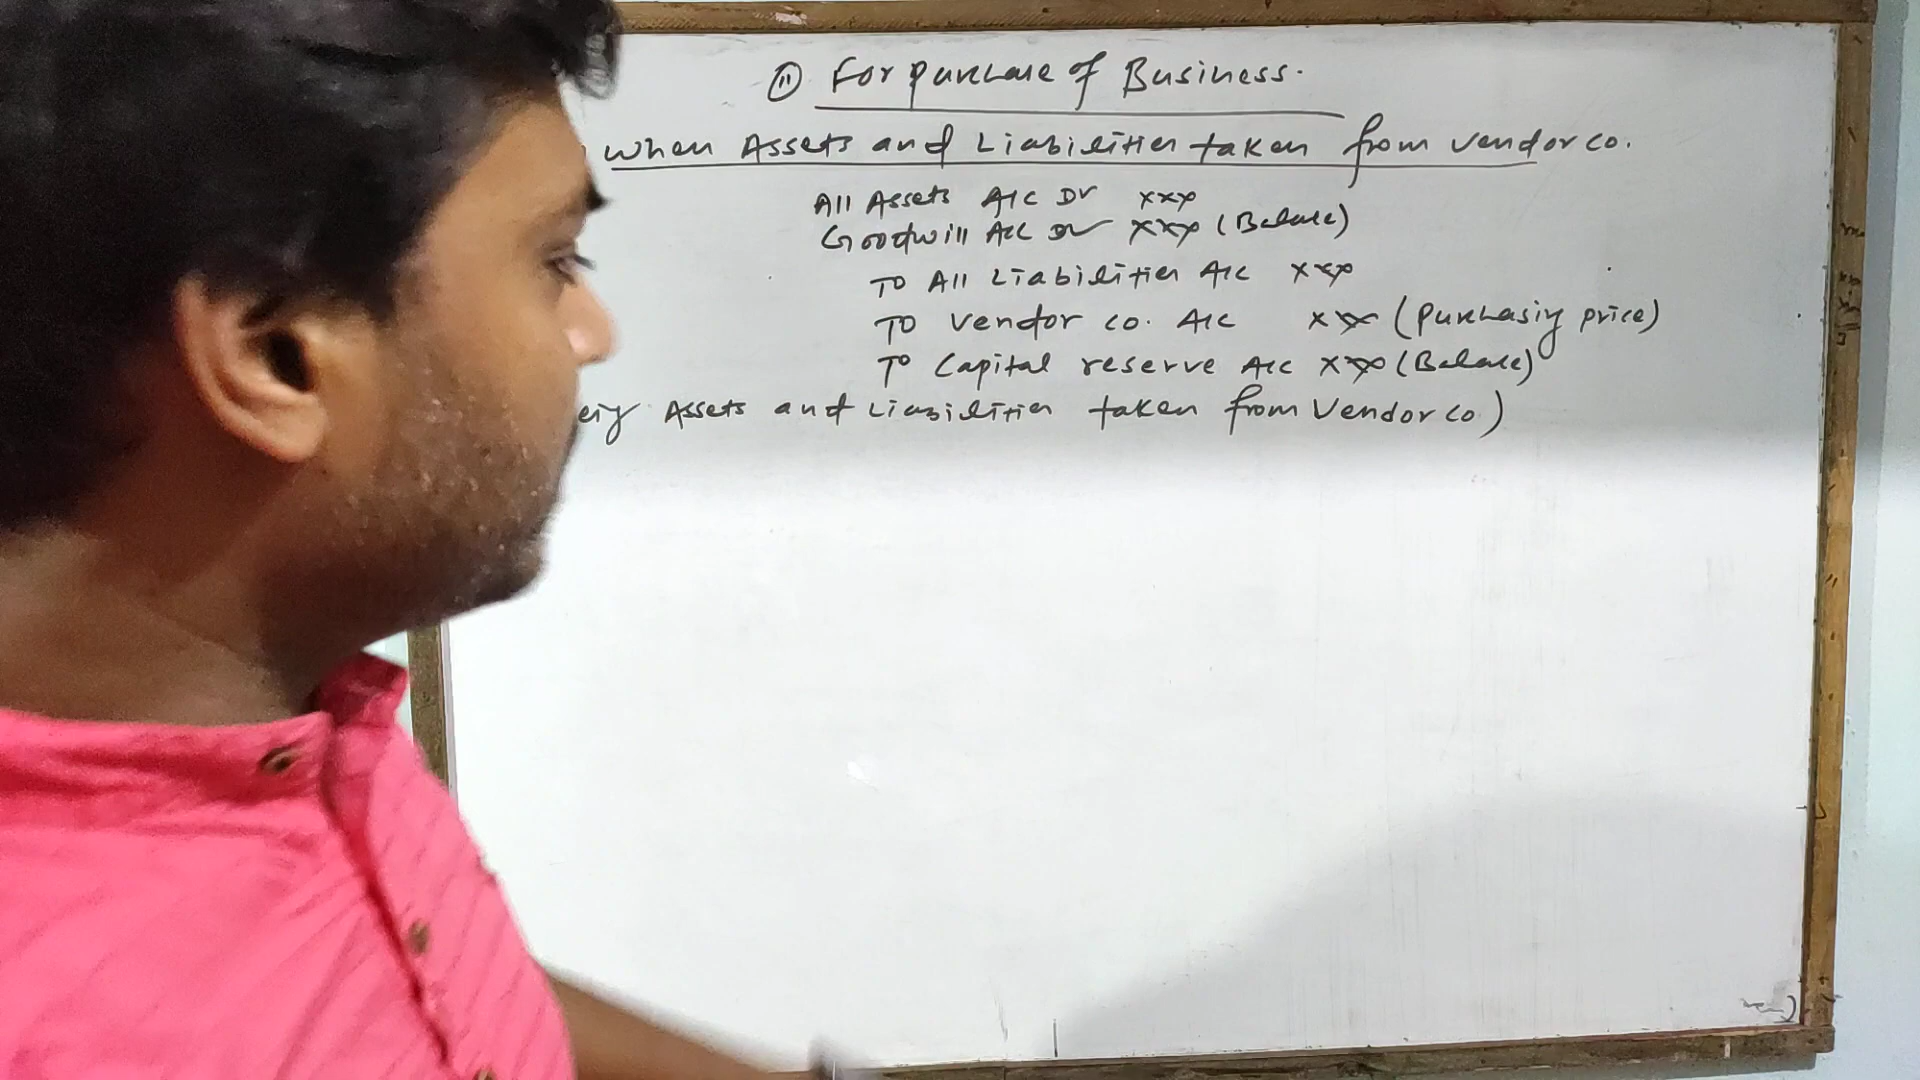 (11) For purchase of Business.
When Assets and Liabilities taken from vendor co.
All Assets A/c Dr xxx
Goodwill A/c Dr xxx (Balance)
To All Liabilities A/c xxx
To vendor co. A/c xxx (purchasing price)
To Capital reserve A/c xxx (Balance)
eing Assets and Liabilities taken from Vendor co)